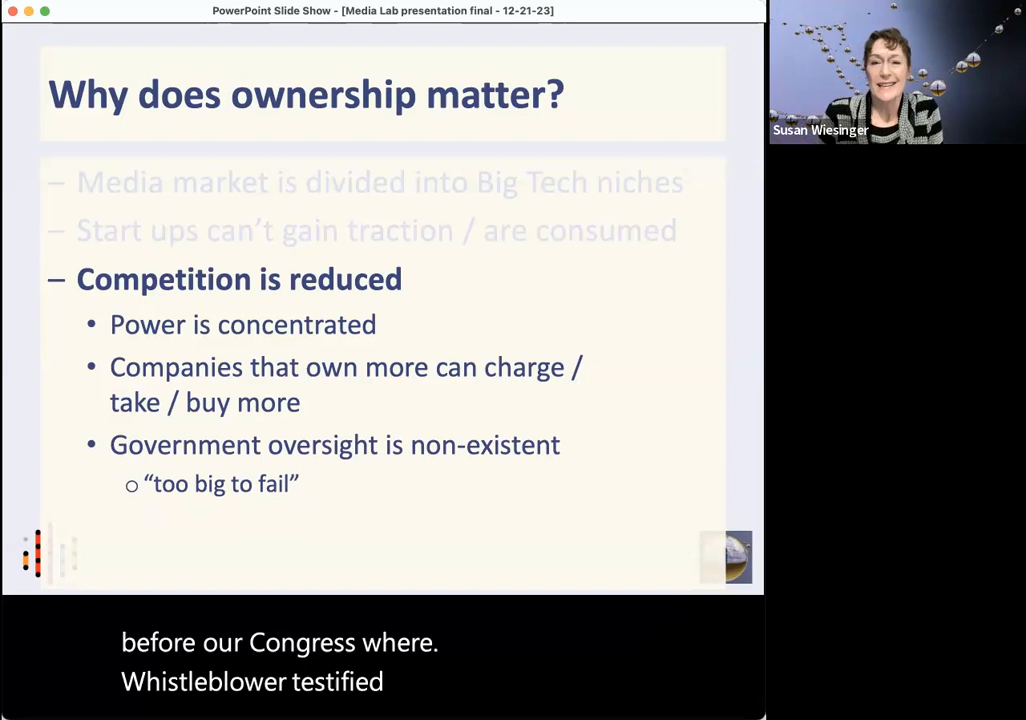 PowerPoint Slide Show - [Media Lab presentation final - 12-21-23]
Why does ownership matter?
– Media market is divided into Big Tech niches
– Start ups can’t gain traction / are consumed
– Competition is reduced
• Power is concentrated
• Companies that own more can charge /
take / buy more
• Government oversight is non-existent
○ “too big to fail”
Susan Wiesinger
before our Congress where.
Whistleblower testified